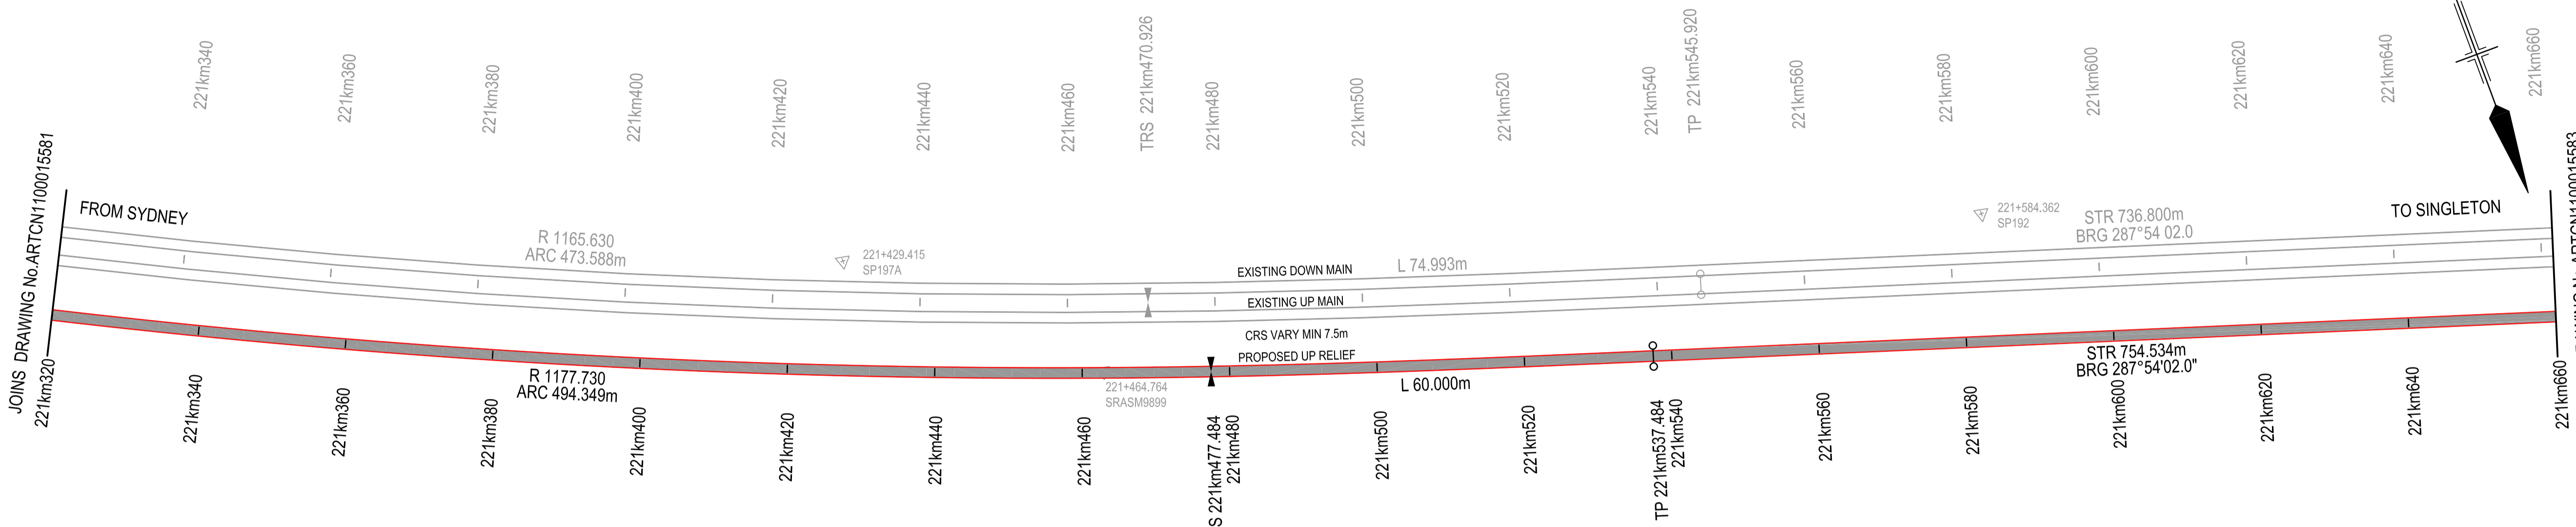 221km340
221km360
221km380
221km400
221km420
221km440
221km460
TRS 221km470.926
221km480
221km500
221km520
221km540
TP 221km545.920
221km560
221km580
221km600
221km620
221km640
221km660
JOINS DRAWING No.ARTCN1100015581
221km320
FROM SYDNEY
R 1165.630
ARC 473.588m
221+429.415
SP197A
EXISTING DOWN MAIN
L 74.993m
EXISTING UP MAIN
221+584.362
SP192
STR 736.800m
BRG 287°54 02.0
TO SINGLETON
CRS VARY MIN 7.5m
PROPOSED UP RELIEF
R 1177.730
ARC 494.349m
221+464.764
SRASM9899
L 60.000m
STR 754.534m
BRG 287°54'02.0"
221km340
221km360
221km380
221km400
221km420
221km440
221km460
S 221km477.484
221km480
221km500
221km520
TP 221km537.484
221km540
221km560
221km580
221km600
221km620
221km640
221km660